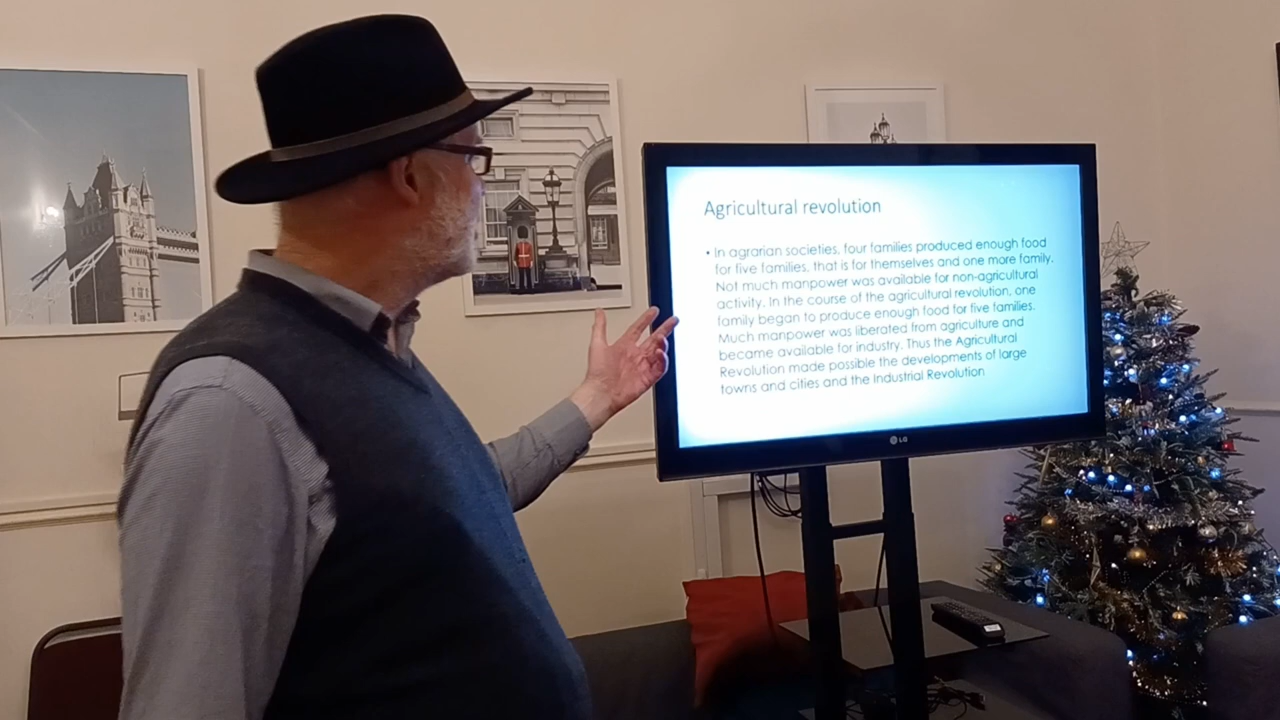 Agricultural revolution
• In agrarian societies, four families produced enough food
for five families, that is for themselves and one more family.
Not much manpower was available for non-agricultural
activity. In the course of the agricultural revolution, one
family began to produce enough food for five families.
Much manpower was liberated from agriculture and
became available for industry. Thus the Agricultural
Revolution made possible the developments of large
towns and cities and the Industrial Revolution
LG